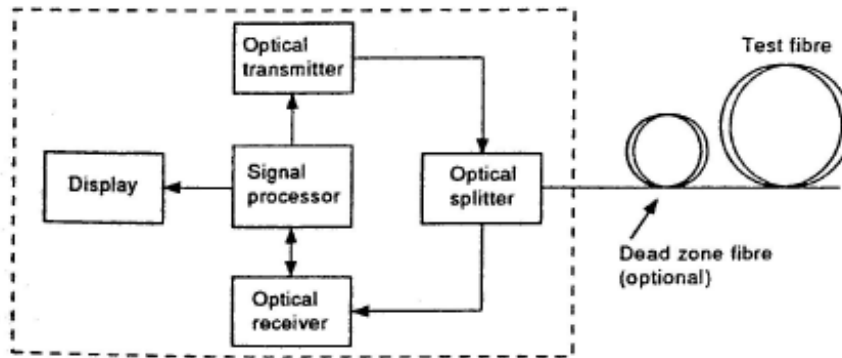 Optical
transmitter
Test fibre
Display
Signal
processor
Optical
splitter
Dead zone fibre
(optional)
Optical
receiver